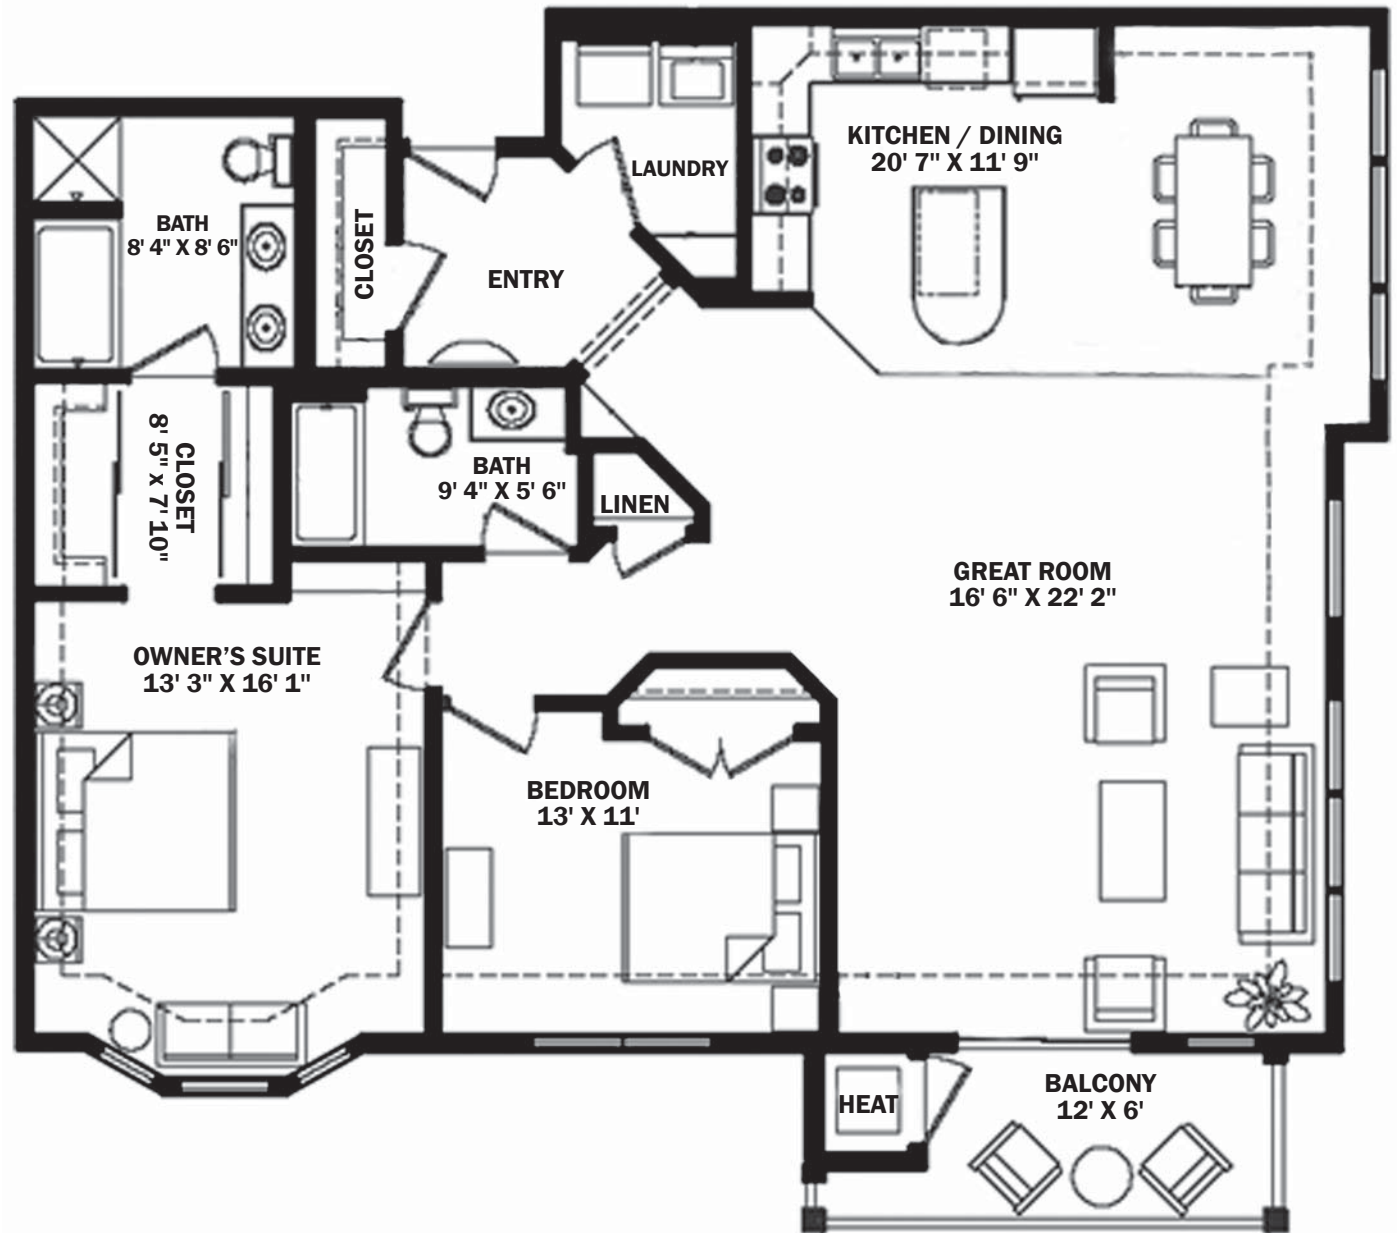 KITCHEN / DINING
20' 7" X 11' 9"
LAUNDRY
BATH
8' 4" X 8' 6"
CLOSET
ENTRY
CLOSET
8' 5" x 7' 10"
BATH
9' 4" X 5' 6"
LINEN
GREAT ROOM
16' 6" X 22' 2"
OWNER'S SUITE
13' 3" X 16' 1"
BEDROOM
13' X 11'
HEAT
BALCONY
12' X 6'